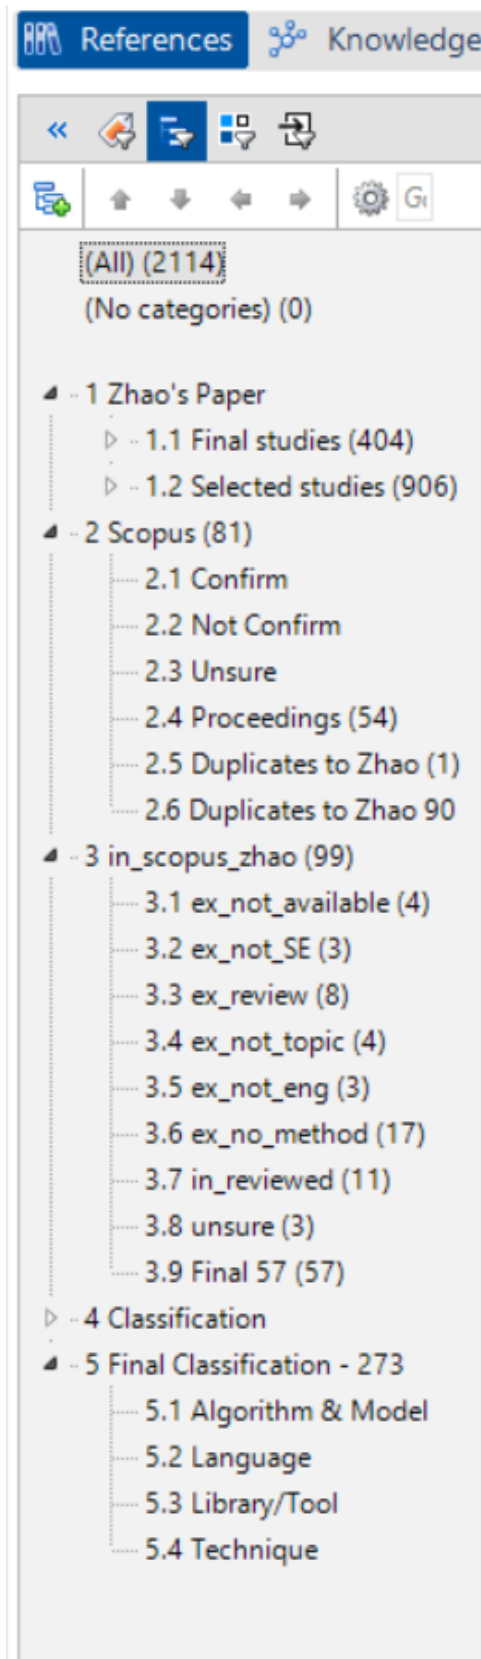 References Knowledge
(All) (2114)
(No categories) (0)
1 Zhao's Paper
1.1 Final studies (404)
1.2 Selected studies (906)
2 Scopus (81)
2.1 Confirm
2.2 Not Confirm
2.3 Unsure
2.4 Proceedings (54)
2.5 Duplicates to Zhao (1)
2.6 Duplicates to Zhao 90
3 in_scopus_zhao (99)
3.1 ex_not_available (4)
3.2 ex_not_SE (3)
3.3 ex_review (8)
3.4 ex_not_topic (4)
3.5 ex_not_eng (3)
3.6 ex_no_method (17)
3.7 in_reviewed (11)
3.8 unsure (3)
3.9 Final 57 (57)
4 Classification
5 Final Classification - 273
5.1 Algorithm & Model
5.2 Language
5.3 Library/Tool
5.4 Technique